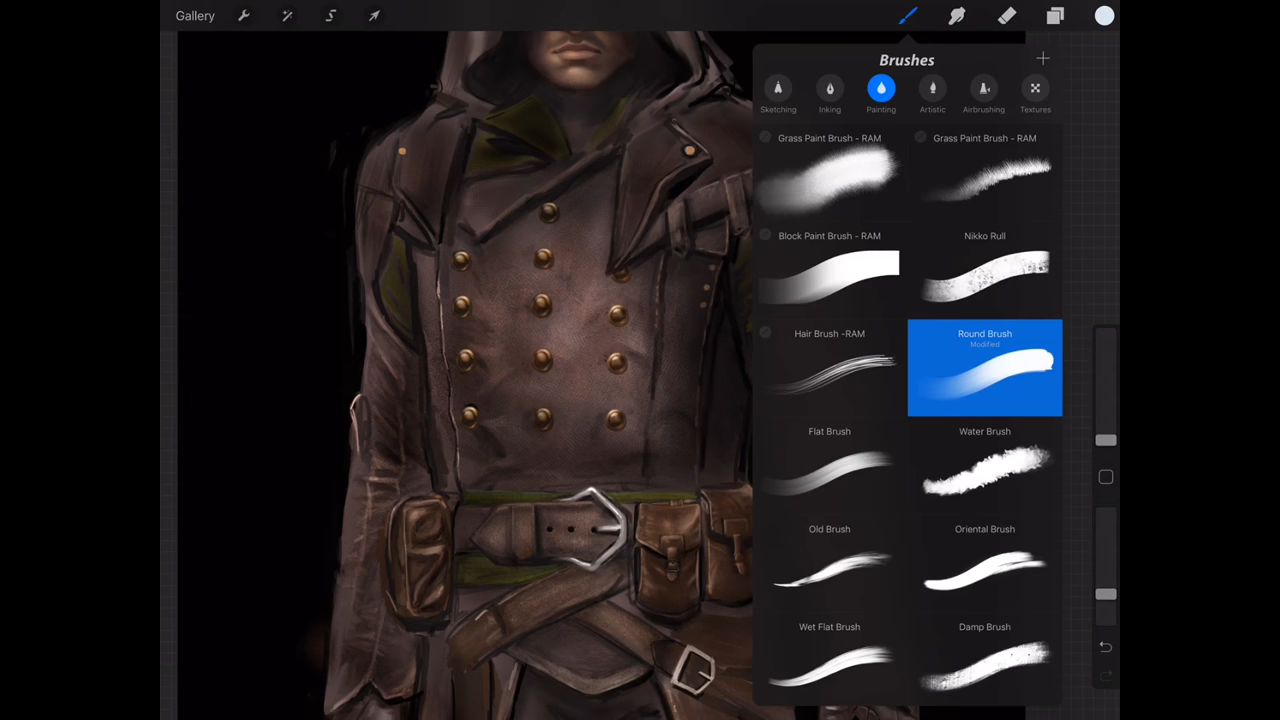 Gallery
Brushes
Sketching Inking Painting Artistic Airbrushing Textures
Grass Paint Brush - RAM Grass Paint Brush - RAM
Block Paint Brush - RAM Nikko Rull
Hair Brush -RAM Round Brush
Modified
Flat Brush Water Brush
Old Brush Oriental Brush
Wet Flat Brush Damp Brush